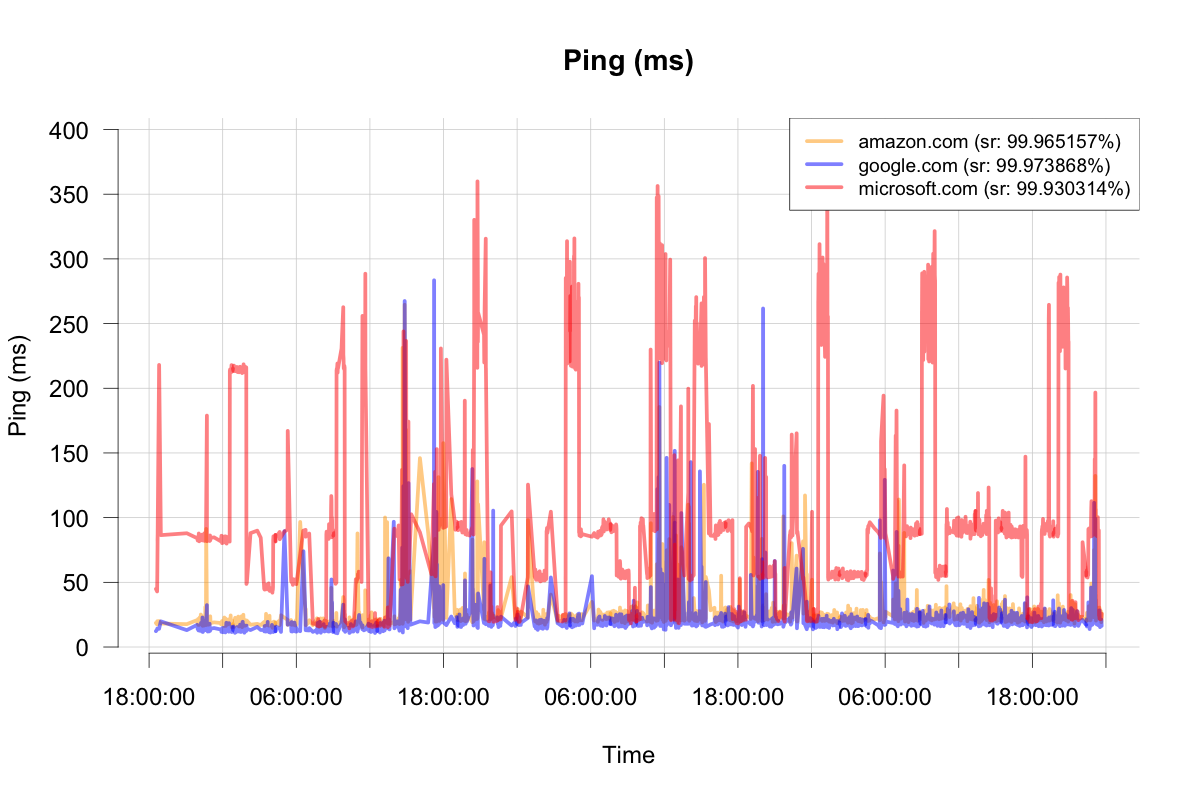 Ping (ms)
amazon.com (sr: 99.965157%)
google.com (sr: 99.973868%)
microsoft.com (sr: 99.930314%)
400
350
300
250
200
150
100
50
0
Ping (ms)
18:00:00 06:00:00 18:00:00 06:00:00 18:00:00 06:00:00 18:00:00
Time